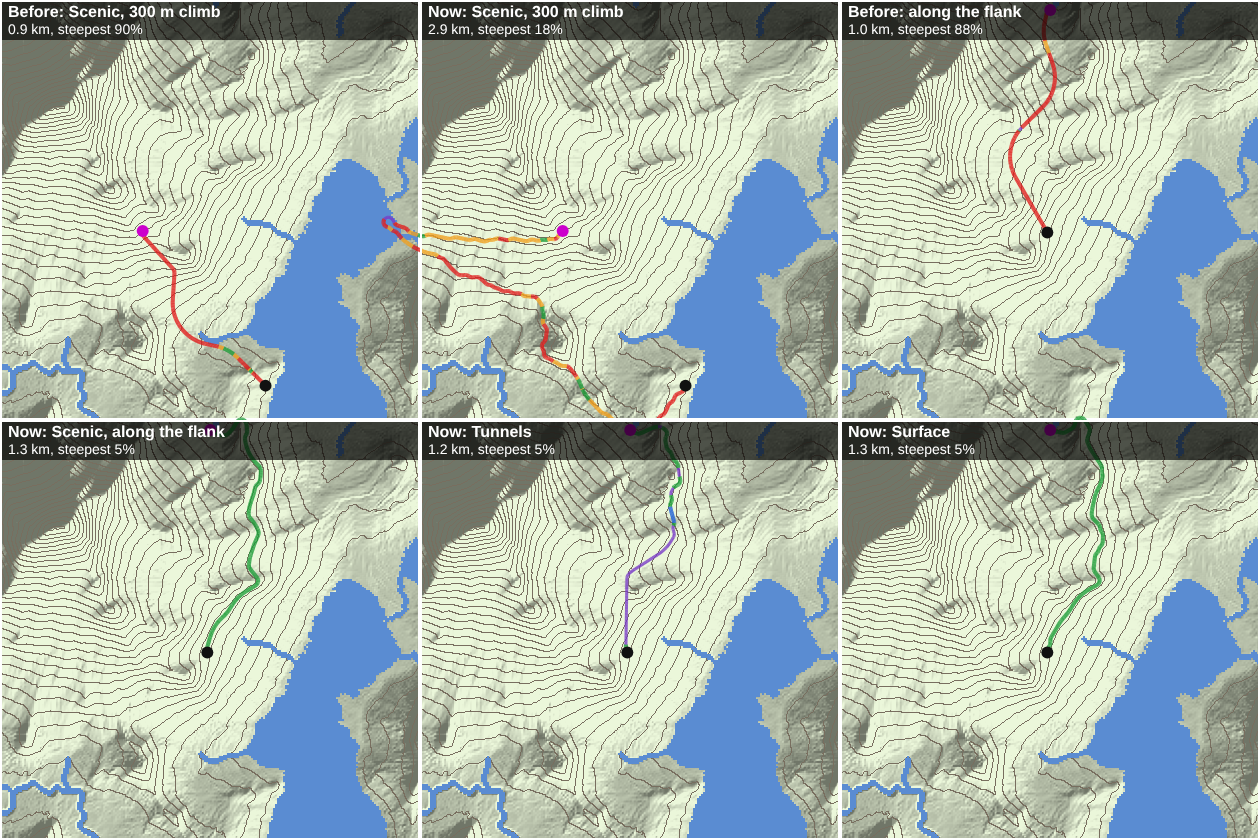 Before: Scenic, 300 m climb
0.9 km, steepest 90%
Now: Scenic, 300 m climb
2.9 km, steepest 18%
Before: along the flank
1.0 km, steepest 88%
Now: Scenic, along the flank
1.3 km, steepest 5%
Now: Tunnels
1.2 km, steepest 5%
Now: Surface
1.3 km, steepest 5%